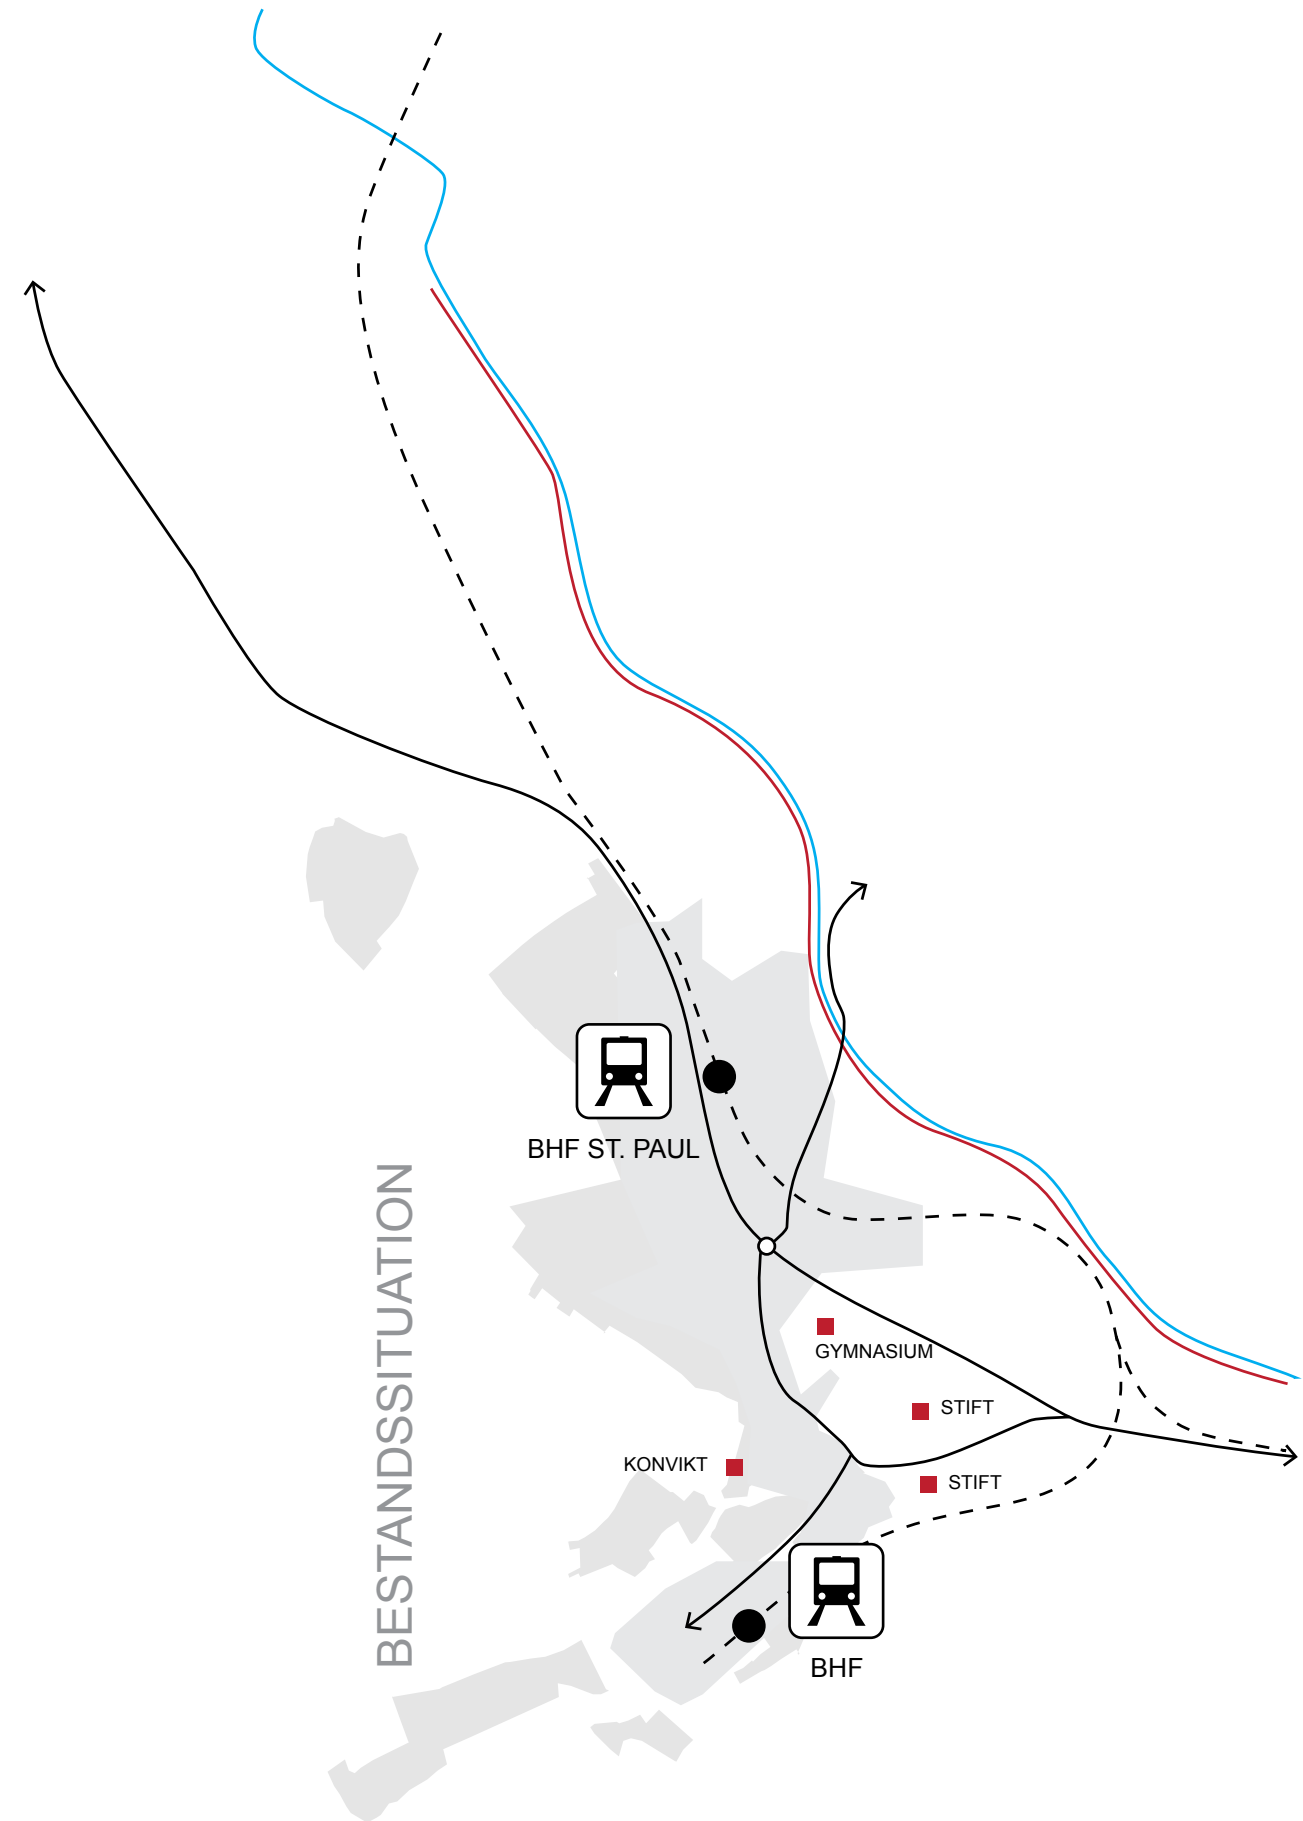 BHF ST. PAUL
BESTANDSSITUATION
GYMNASIUM
STIFT
KONVIKT
STIFT
BHF